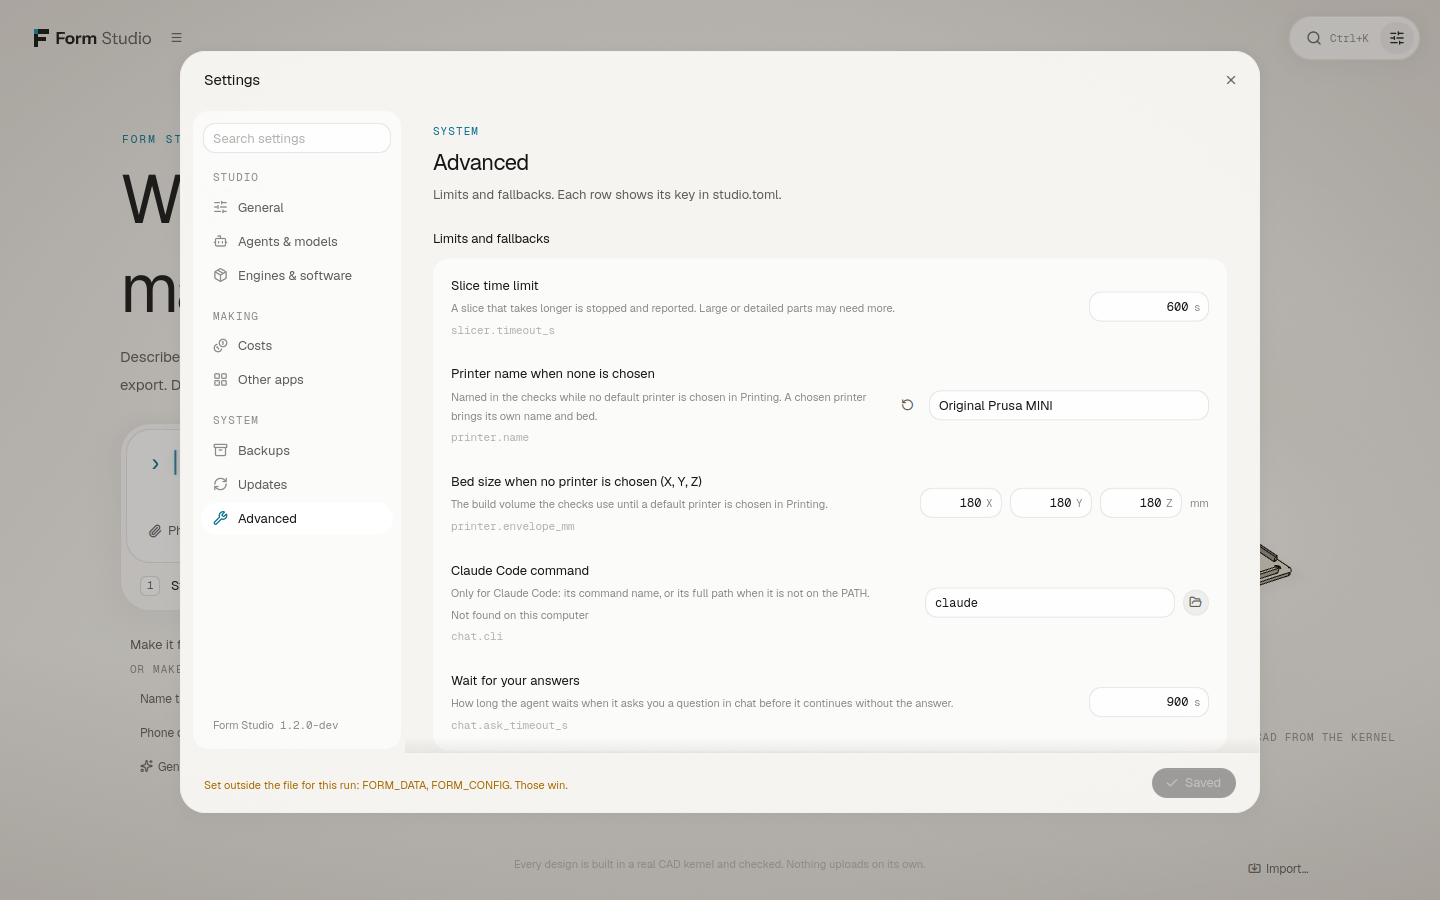 Form Studio
Ctrl+K
Settings
Search settings
STUDIO
General
Agents & models
Engines & software
MAKING
Costs
Other apps
SYSTEM
Backups
Updates
Advanced
Form Studio 1.2.0-dev
SYSTEM
Advanced
Limits and fallbacks. Each row shows its key in studio.toml.
Limits and fallbacks
Slice time limit
A slice that takes longer is stopped and reported. Large or detailed parts may need more.
slicer.timeout_s
600 s
Printer name when none is chosen
Named in the checks while no default printer is chosen in Printing. A chosen printer
brings its own name and bed.
printer.name
Original Prusa MINI
Bed size when no printer is chosen (X, Y, Z)
The build volume the checks use until a default printer is chosen in Printing.
printer.envelope_mm
180 X 180 Y 180 Z mm
Claude Code command
Only for Claude Code: its command name, or its full path when it is not on the PATH.
Not found on this computer
chat.cli
claude
Wait for your answers
How long the agent waits when it asks you a question in chat before it continues without the answer.
chat.ask_timeout_s
900 s
Set outside the file for this run: FORM_DATA, FORM_CONFIG. Those win.
Saved
FORM ST
W
ma
Describe
export. D
Ph
1 S
Make it f
OR MAKE
Name t
Phone c
Gen
CAD FROM THE KERNEL
Every design is built in a real CAD kernel and checked. Nothing uploads on its own.
Import...